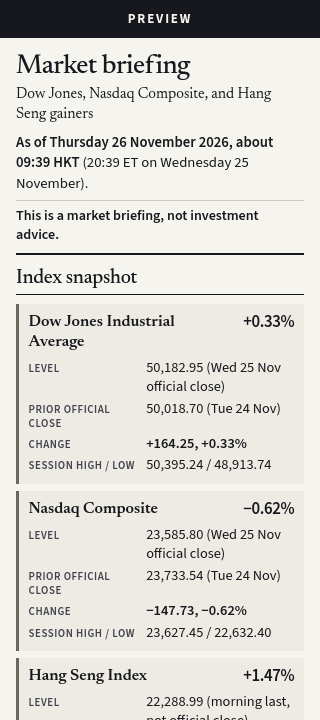 PREVIEW
Market briefing
Dow Jones, Nasdaq Composite, and Hang
Seng gainers
As of Thursday 26 November 2026, about
09:39 HKT (20:39 ET on Wednesday 25
November).
This is a market briefing, not investment
advice.
Index snapshot
Dow Jones Industrial
Average
+0.33%
LEVEL
50,182.95 (Wed 25 Nov
official close)
PRIOR OFFICIAL
CLOSE
50,018.70 (Tue 24 Nov)
CHANGE
+164.25, +0.33%
SESSION HIGH / LOW
50,395.24 / 48,913.74
Nasdaq Composite
−0.62%
LEVEL
23,585.80 (Wed 25 Nov
official close)
PRIOR OFFICIAL
CLOSE
23,733.54 (Tue 24 Nov)
CHANGE
−147.73, −0.62%
SESSION HIGH / LOW
23,627.45 / 22,632.40
Hang Seng Index
+1.47%
LEVEL
22,288.99 (morning last,
not official close)